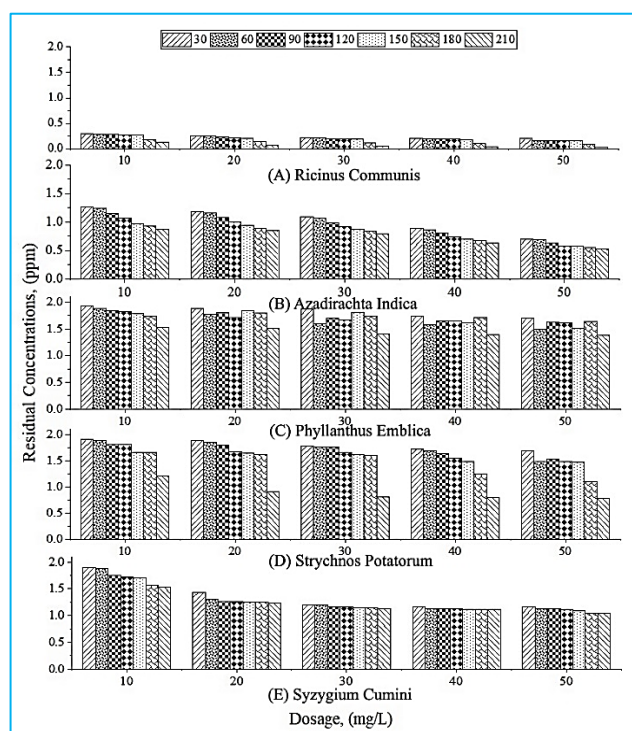 30 60 90 120 150 180 210
2.0
1.5
1.0
0.5
0.0
10 20 30 40 50
(A) Ricinus Communis
2.0
1.5
1.0
0.5
0.0
10 20 30 40 50
(B) Azadirachta Indica
2.0
1.5
1.0
0.5
0.0
10 20 30 40 50
(C) Phyllanthus Emblica
2.0
1.5
1.0
0.5
0.0
10 20 30 40 50
(D) Strychnos Potatorum
2.0
1.5
1.0
0.5
0.0
10 20 30 40 50
(E) Syzygium Cumini
Dosage, (mg/L)
Residual Concentrations, (ppm)